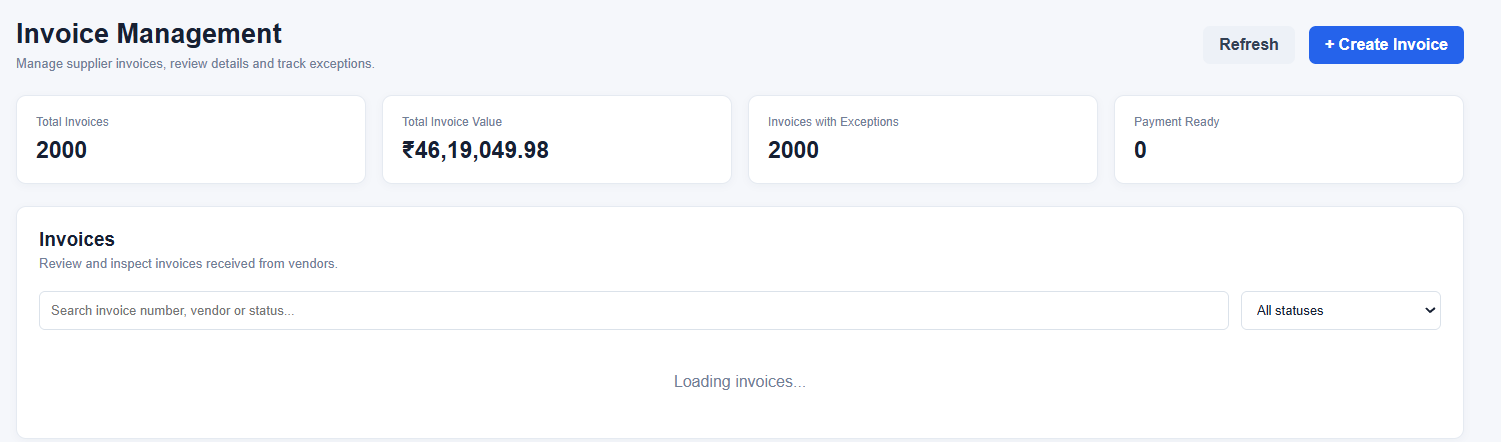 Invoice Management
Manage supplier invoices, review details and track exceptions.
Refresh
+ Create Invoice
Total Invoices
2000
Total Invoice Value
₹46,19,049.98
Invoices with Exceptions
2000
Payment Ready
0
Invoices
Review and inspect invoices received from vendors.
Search invoice number, vendor or status...
All statuses
Loading invoices...